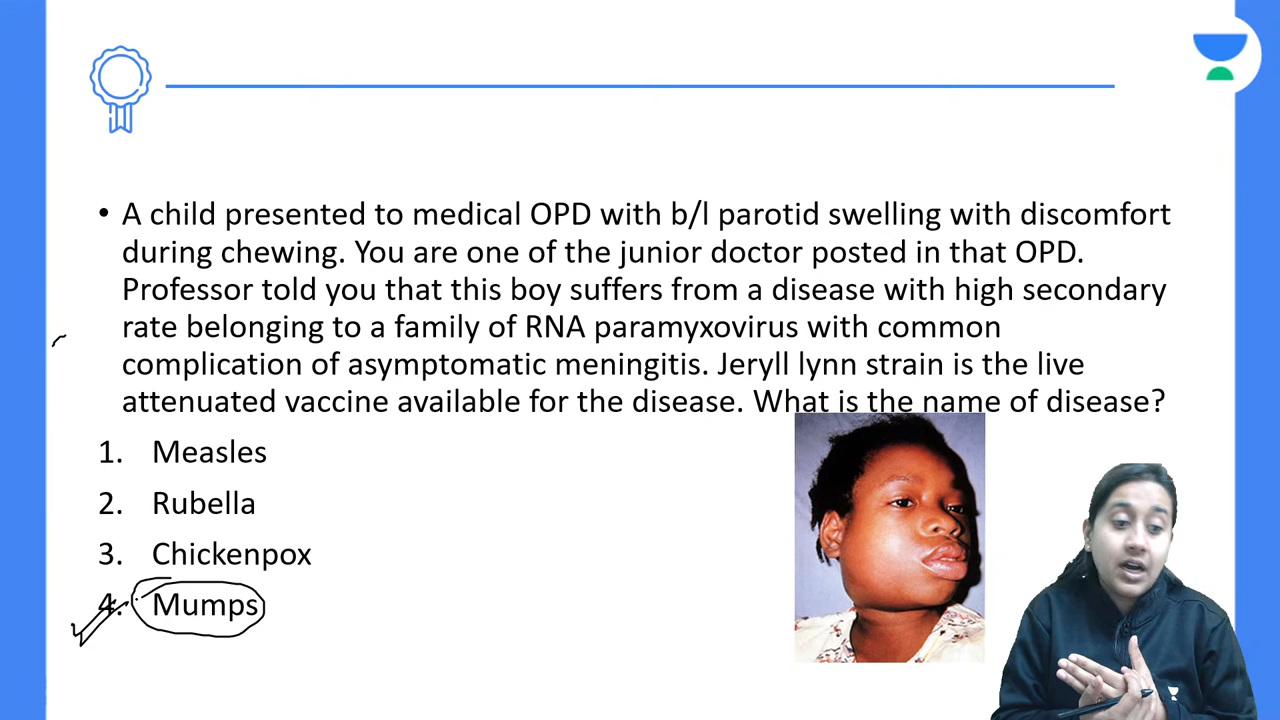 • A child presented to medical OPD with b/l parotid swelling with discomfort
during chewing. You are one of the junior doctor posted in that OPD.
Professor told you that this boy suffers from a disease with high secondary
rate belonging to a family of RNA paramyxovirus with common
complication of asymptomatic meningitis. Jeryll lynn strain is the live
attenuated vaccine available for the disease. What is the name of disease?
1. Measles
2. Rubella
3. Chickenpox
4. Mumps